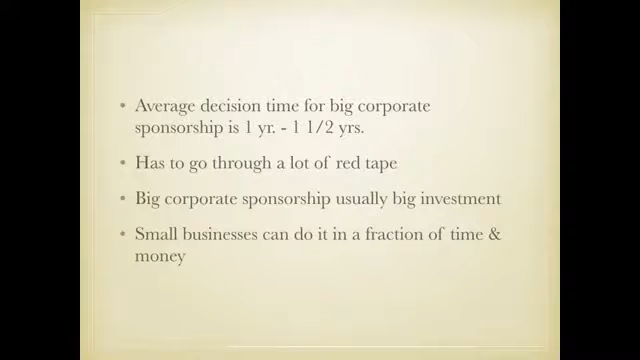 • Average decision time for big corporate
sponsorship is 1 yr. - 1 1/2 yrs.
• Has to go through a lot of red tape
• Big corporate sponsorship usually big investment
• Small businesses can do it in a fraction of time &
money